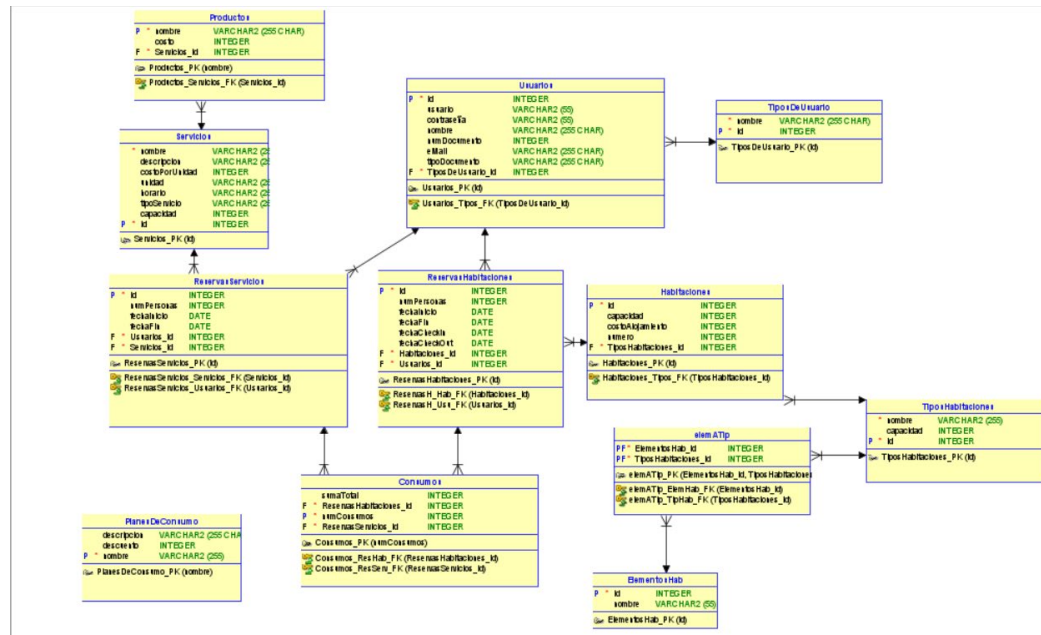 Productos
P * nombre VARCHAR2 (255 CHAR)
costo INTEGER
F * Servicios_id INTEGER
Productos_PK (nombre)
Productos_Servicios_FK (Servicios_id)
Servicios
* nombre VARCHAR2 (25
descripcion VARCHAR2 (25
costoPorUnidad INTEGER
unidad VARCHAR2 (25
horario VARCHAR2 (25
tipoServicio VARCHAR2 (25
capacidad INTEGER
P * id INTEGER
Servicios_PK (id)
Usuarios
P * id INTEGER
usuario VARCHAR2 (55)
contraseña VARCHAR2 (55)
nombre VARCHAR2 (255 CHAR)
numDocumento INTEGER
eMail VARCHAR2 (255 CHAR)
tipoDocumento VARCHAR2 (255 CHAR)
F * TiposDeUsuario_id INTEGER
Usuarios_PK (id)
Usuarios_Tipos_FK (TiposDeUsuario_id)
TiposDeUsuario
* nombre VARCHAR2 (255 CHAR)
P * id INTEGER
TiposDeUsuario_PK (id)
ReservasServicios
P * id INTEGER
numPersonas INTEGER
fechaInicio DATE
fechaFin DATE
F * Usuarios_id INTEGER
F * Servicios_id INTEGER
ReservasServicios_PK (id)
ReservasServicios_Servicios_FK (Servicios_id)
ReservasServicios_Usuarios_FK (Usuarios_id)
ReservasHabitaciones
P * id INTEGER
numPersonas INTEGER
fechaInicio DATE
fechaFin DATE
fechaCheckIn DATE
fechaCheckOut DATE
F * Habitaciones_id INTEGER
F * Usuarios_id INTEGER
ReservasHabitaciones_PK (id)
ReservasH_Hab_FK (Habitaciones_id)
ReservasH_Usu_FK (Usuarios_id)
Habitaciones
P * id INTEGER
capacidad INTEGER
costoAlojamiento INTEGER
numero INTEGER
F * TiposHabitaciones_id INTEGER
Habitaciones_PK (id)
Habitaciones_Tipos_FK (TiposHabitaciones_id)
TiposHabitaciones
* nombre VARCHAR2 (255)
capacidad INTEGER
P * id INTEGER
TiposHabitaciones_PK (id)
elemATip
PF* ElementosHab_id INTEGER
PF* TiposHabitaciones_id INTEGER
elemATip_PK (ElementosHab_id, TiposHabitaciones
elemATip_ElemHab_FK (ElementosHab_id)
elemATip_TipHab_FK (TiposHabitaciones_id)
Consumos
sumaTotal INTEGER
F * ReservasHabitaciones_id INTEGER
P * numConsumos INTEGER
F * ReservasServicios_id INTEGER
Consumos_PK (numConsumos)
Consumos_ResHab_FK (ReservasHabitaciones_id)
Consumos_ResServ_FK (ReservasServicios_id)
PlanesDeConsumo
descripcion VARCHAR2 (255 CHA
descuento INTEGER
P * nombre VARCHAR2 (255)
PlanesDeConsumo_PK (nombre)
ElementosHab
P * id INTEGER
nombre VARCHAR2 (55)
ElementosHab_PK (id)